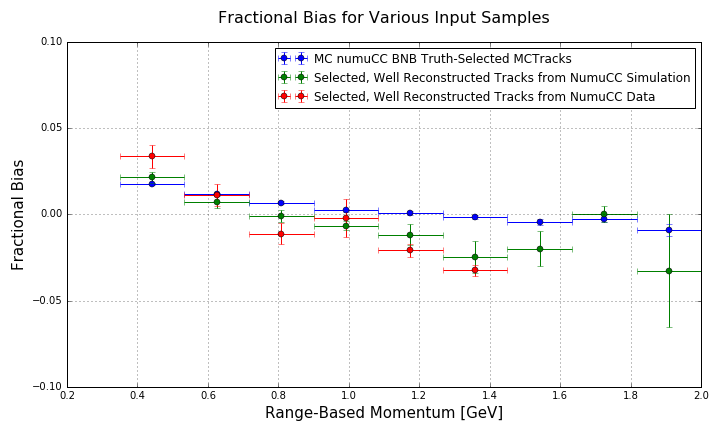 Fractional Bias for Various Input Samples
MC numuCC BNB Truth-Selected MCTracks
Selected, Well Reconstructed Tracks from NumuCC Simulation
Selected, Well Reconstructed Tracks from NumuCC Data
Fractional Bias
0.10
0.05
0.00
−0.05
−0.10
0.2 0.4 0.6 0.8 1.0 1.2 1.4 1.6 1.8 2.0
Range-Based Momentum [GeV]